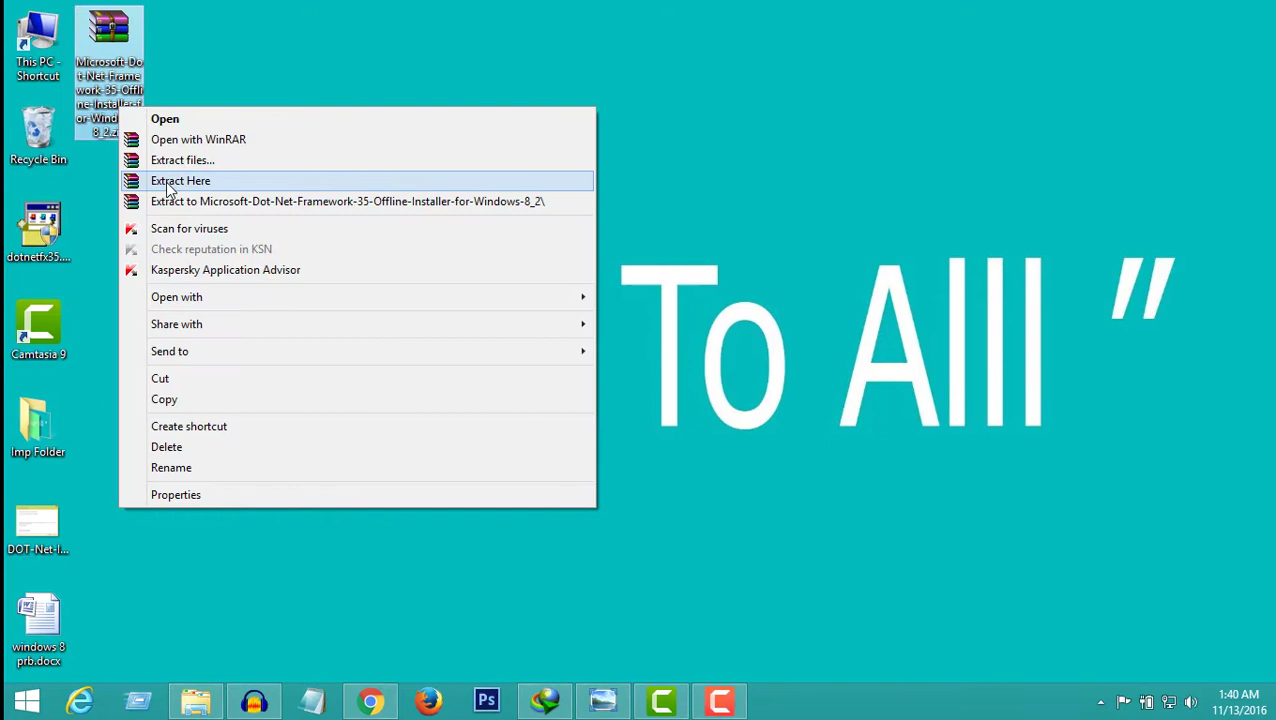 This PC -
Shortcut
Microsoft-Do
t-Net-Frame
work-35-Offli
ne-Installer-f
or-Wind
8_2.zi
Recycle Bin
dotnetfx35....
Camtasia 9
Imp Folder
DOT-Net-I...
windows 8
prb.docx
Open
Open with WinRAR
Extract files...
Extract Here
Extract to Microsoft-Dot-Net-Framework-35-Offline-Installer-for-Windows-8_2\
Scan for viruses
Check reputation in KSN
Kaspersky Application Advisor
Open with
Share with
Send to
Cut
Copy
Create shortcut
Delete
Rename
Properties
To Alll "
Ps
1:40 AM
11/13/2016